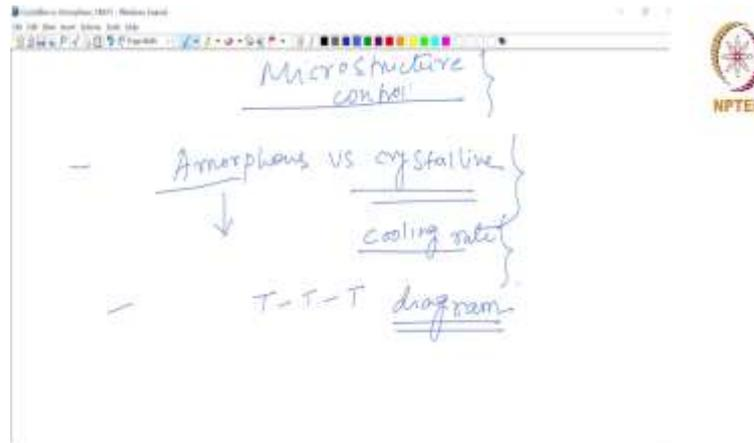 NPTEL
Microstructure
control
- Amorphous vs crystalline
cooling rate
- T-T-T diagram